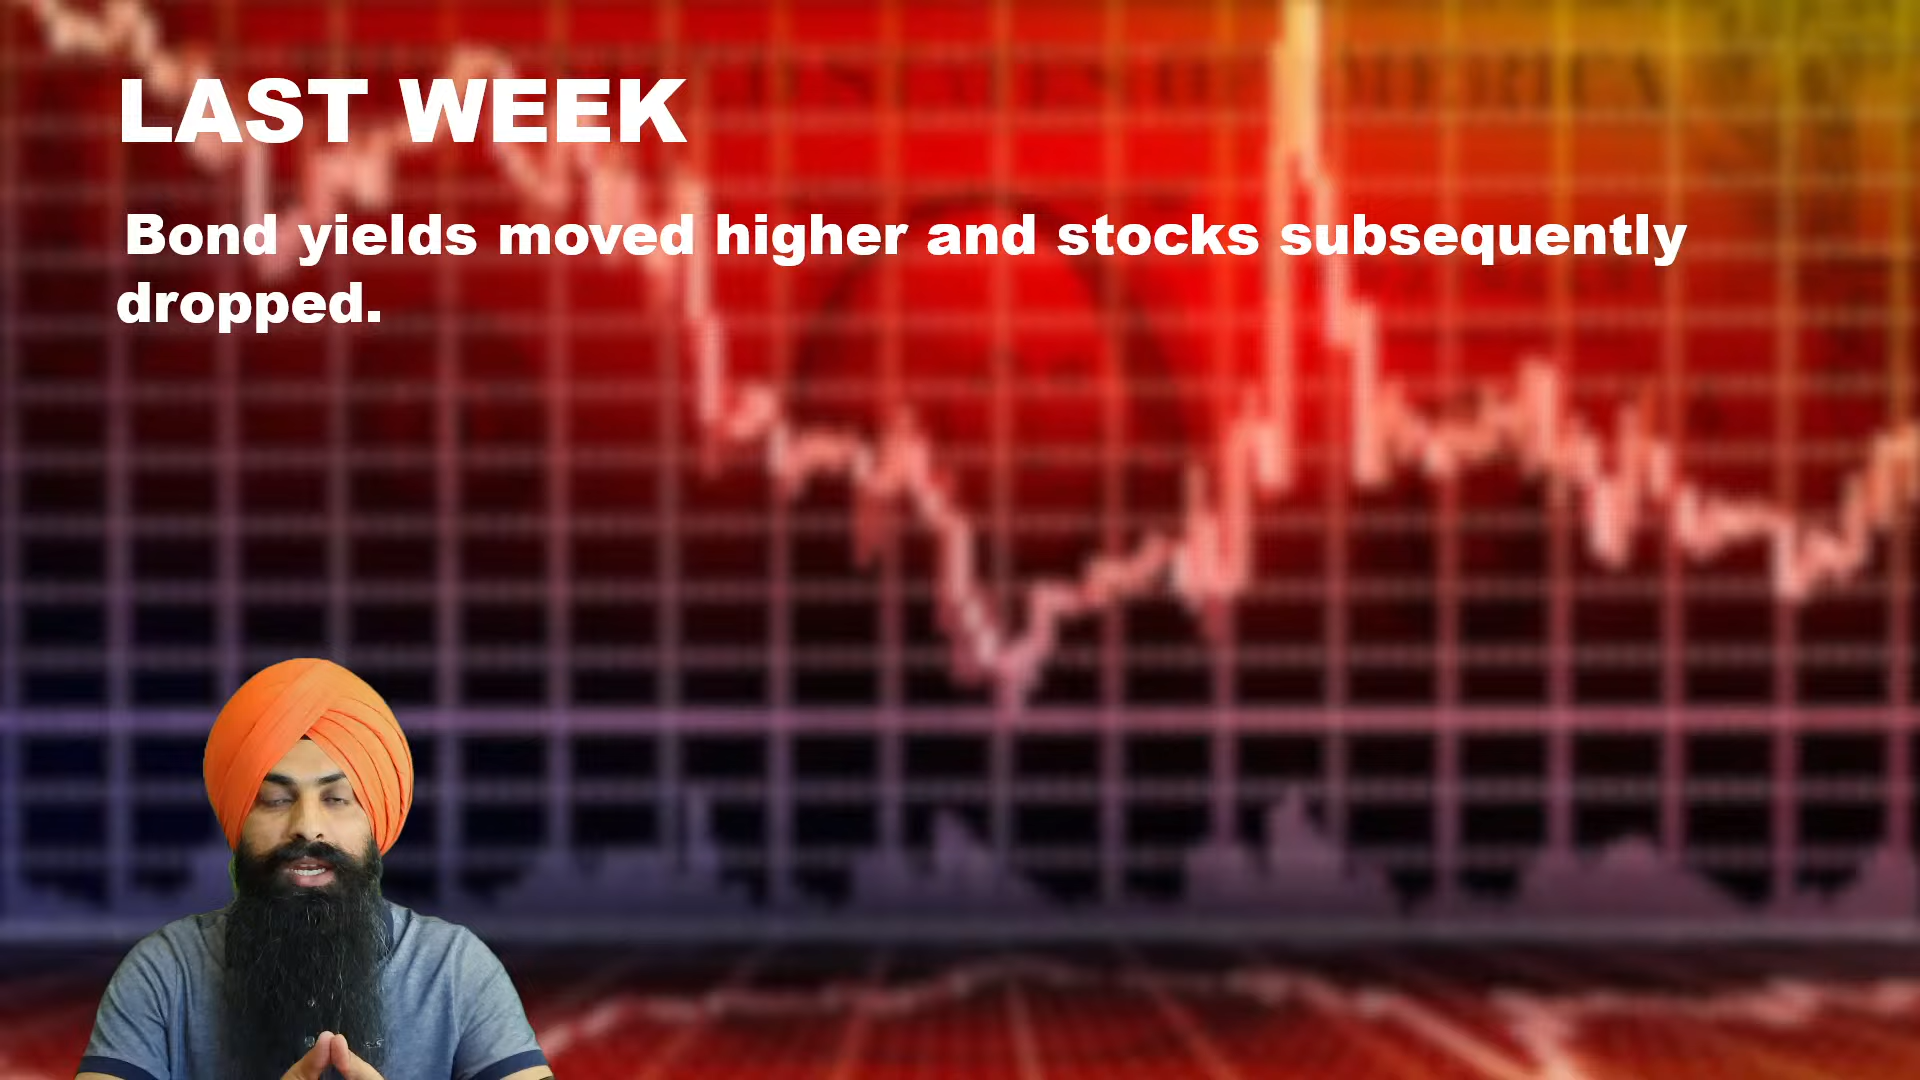 LAST WEEK
Bond yields moved higher and stocks subsequently
dropped.